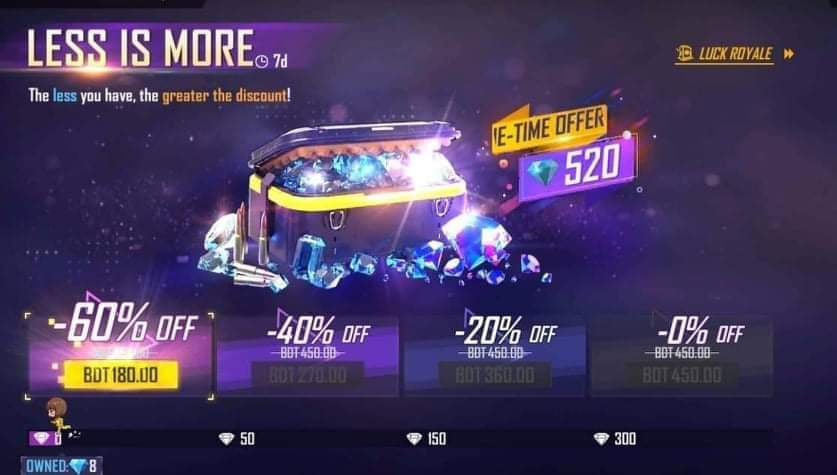 LESS IS MORE 7d
LUCK ROYALE
The less you have, the greater the discount!
E-TIME OFFER
520
-60% OFF
BDT 180.00
-40% OFF
BDT 450.00
BDT 270.00
-20% OFF
BDT 450.00
BDT 360.00
-0% OFF
BDT 450.00
BDT 450.00
50
150
300
OWNED: 8